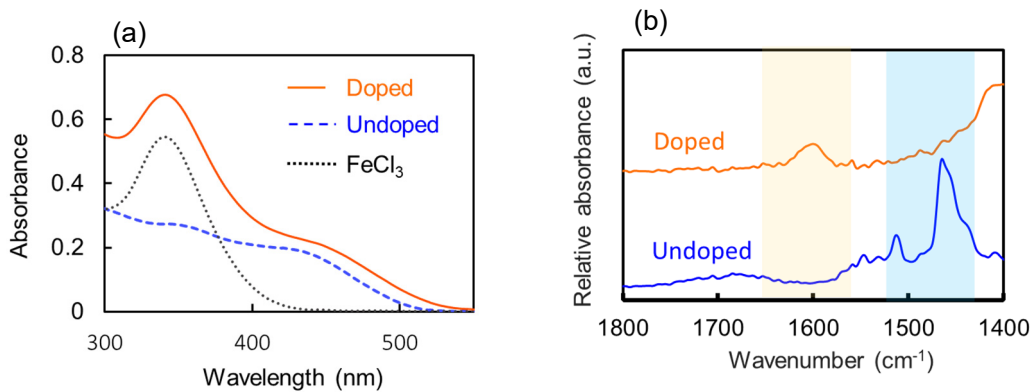 (a)
0.8
0.6
0.4
0.2
0
Absorbance
Doped
Undoped
FeCl₃
300
400
500
Wavelength (nm)
(b)
Relative absorbance (a.u.)
Doped
Undoped
1800
1700
1600
1500
1400
Wavenumber (cm⁻¹)